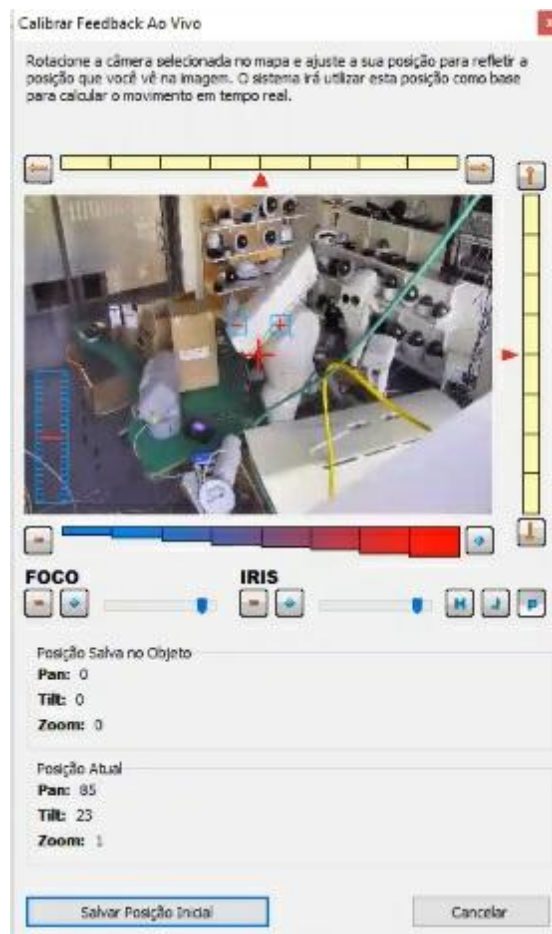 Calibrar Feedback Ao Vivo
Rotacione a câmera selecionada no mapa e ajuste a sua posição para refletir a
posição que você vê na imagem. O sistema irá utilizar esta posição como base
para calcular o movimento em tempo real.
FOCO IRIS
H J P
Posição Salva no Objeto
Pan: 0
Tilt: 0
Zoom: 0
Posição Atual
Pan: 85
Tilt: 23
Zoom: 1
Salvar Posição Inicial Cancelar